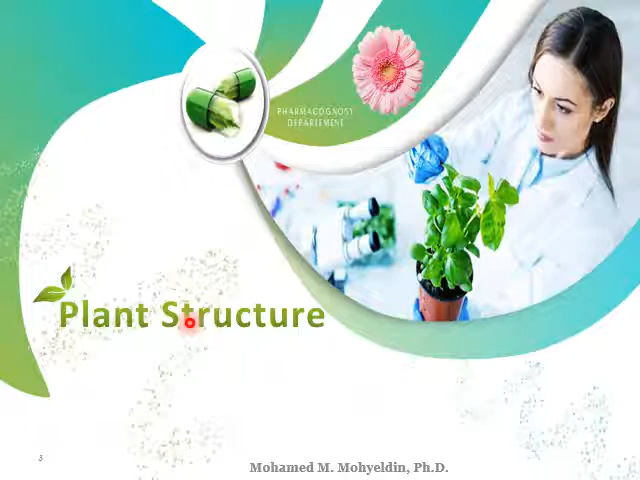 PHARMACOGNOSY
DEPARTEMENT
Plant Structure
3
Mohamed M. Mohyeldin, Ph.D.